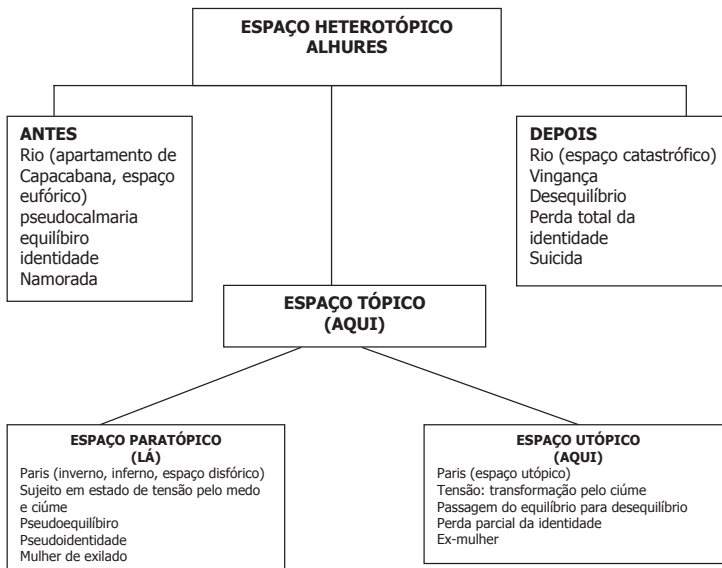 ESPAÇO HETEROTÓPICO
ALHURES
ANTES
Rio (apartamento de
Capacabana, espaço
eufórico)
pseudocalmaria
equilíbiro
identidade
Namorada
DEPOIS
Rio (espaço catastrófico)
Vingança
Desequilíbrio
Perda total da
identidade
Suicida
ESPAÇO TÓPICO
(AQUI)
ESPAÇO PARATÓPICO
(LÁ)
Paris (inverno, inferno, espaço disfórico)
Sujeito em estado de tensão pelo medo
e ciúme
Pseudoequilíbiro
Pseudoidentidade
Mulher de exilado
ESPAÇO UTÓPICO
(AQUI)
Paris (espaço utópico)
Tensão: transformação pelo ciúme
Passagem do equilíbrio para desequilíbrio
Perda parcial da identidade
Ex-mulher